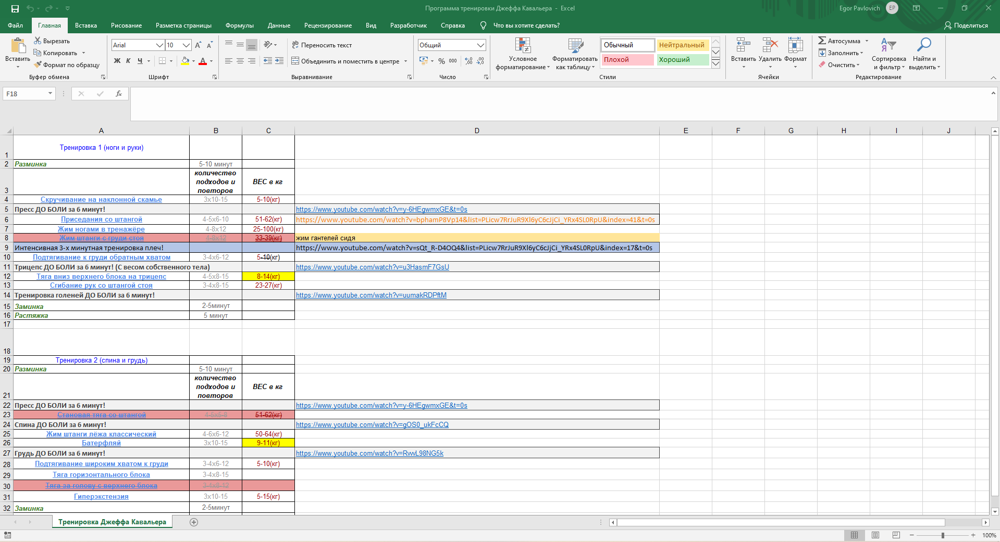 Программа тренировки Джеффа Кавальера - Excel
Egor Pavlovich EP
Файл Главная Вставка Рисование Разметка страницы Формулы Данные Рецензирование Вид Разработчик Справка Что вы хотите сделать? Поделиться
Вставить
Вырезать
Копировать
Формат по образцу
Буфер обмена
Arial 10
Ж К Ч
Шрифт
Переносить текст
Объединить и поместить в центре
Выравнивание
Общий
% 000
Число
Условное форматирование
Форматировать как таблицу
Обычный Нейтральный
Плохой Хороший
Стили
Вставить Удалить Формат
Ячейки
Автосумма
Заполнить
Очистить
Сортировка и фильтр
Найти и выделить
Редактирование
F18 fx
A B C D E F G H I J
1 Тренировка 1 (ноги и руки)
2 Разминка 5-10 минут
3 количество подходов и повторов ВЕС в кг
4 Скручивание на наклонной скамье 3x10-15 5-10(кг)
5 Пресс ДО БОЛИ за 6 минут! https://www.youtube.com/watch?v=y-6HEgwmxGE&t=0s
6 Приседания со штангой 4-5x6-10 51-62(кг) https://www.youtube.com/watch?v=bphamP8Vp14&list=PLicw7RrJuR9Xl6yC6cJjCi_YRx4SL0RpU&index=41&t=0s
7 Жим ногами в тренажёре 4-8x12 25-100(кг)
8 Жим штанги с груди стоя 4-8x12 33-39(кг) жим гантелей сидя
9 Интенсивная 3-х минутная тренировка плеч! https://www.youtube.com/watch?v=sQt_R-D4OQ4&list=PLicw7RrJuR9Xl6yC6cJjCi_YRx4SL0RpU&index=17&t=0s
10 Подтягивание к груди обратным хватом 3-4x6-12 5-10(кг)
11 Трицепс ДО БОЛИ за 6 минут! (С весом собственного тела) https://www.youtube.com/watch?v=u3HasmF7GsU
12 Тяга вниз верхнего блока на трицепс 4-5x8-15 8-14(кг)
13 Сгибание рук со штангой стоя 3-4x8-15 23-27(кг)
14 Тренировка голеней ДО БОЛИ за 6 минут! https://www.youtube.com/watch?v=uumakRDPftM
15 Заминка 2-5минут
16 Растяжка 5 минут
17
18
19 Тренировка 2 (спина и грудь)
20 Разминка 5-10 минут
21 количество подходов и повторов ВЕС в кг
22 Пресс ДО БОЛИ за 6 минут! https://www.youtube.com/watch?v=y-6HEgwmxGE&t=0s
23 Становая тяга со штангой 4-5x5-8 51-62(кг)
24 Спина ДО БОЛИ за 6 минут! https://www.youtube.com/watch?v=gOS0_ukFcCQ
25 Жим штанги лёжа классический 4-6x6-12 50-64(кг)
26 Батерфляй 3x10-15 9-11(кг)
27 Грудь ДО БОЛИ за 6 минут! https://www.youtube.com/watch?v=RvvL98NG5k
28 Подтягивание широким хватом к груди 3-4x6-12 5-10(кг)
29 Тяга горизонтального блока 3-4x8-15
30 Тяга за голову с верхнего блока 3-4x8-12
31 Гиперэкстензия 3x10-15 5-15(кг)
32 Заминка 2-5минут
Тренировка Джеффа Кавальера
100%